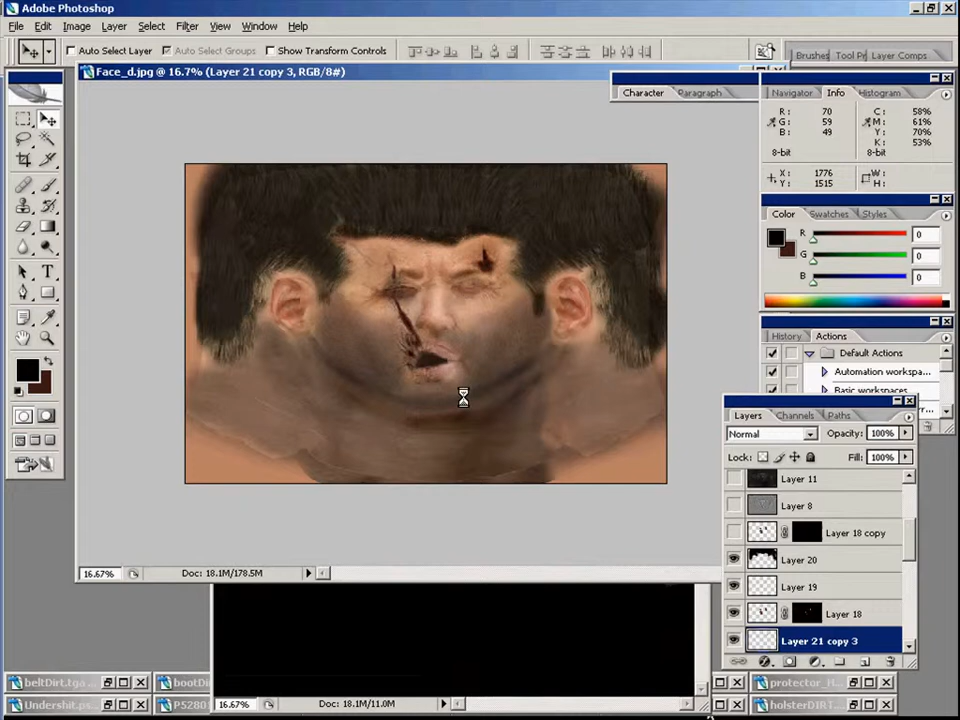 Adobe Photoshop
File Edit Image Layer Select Filter View Window Help
Auto Select Layer Auto Select Groups Show Transform Controls
Brushes Tool Pr Layer Comps
Face_d.jpg @ 16.7% (Layer 21 copy 3, RGB/8#)
Character Paragraph
Navigator Info Histogram
R: 70 C: 58%
G: 59 M: 61%
B: 49 Y: 70%
K: 53%
8-bit 8-bit
X: 1776 W:
Y: 1515 H:
Color Swatches Styles
R 0
G 0
B 0
History Actions
Default Actions
Automation workspa...
Basic workspaces
Layers Channels Paths
Normal Opacity: 100%
Lock: Fill: 100%
Layer 11
Layer 8
Layer 18 copy
Layer 20
Layer 19
Layer 18
Layer 21 copy 3
16.67% Doc: 18.1M/178.5M
beltDirt.tga bootDi protector_H
Undershit.ps P5280 16.67% Doc: 18.1M/11.0M holsterDIRT